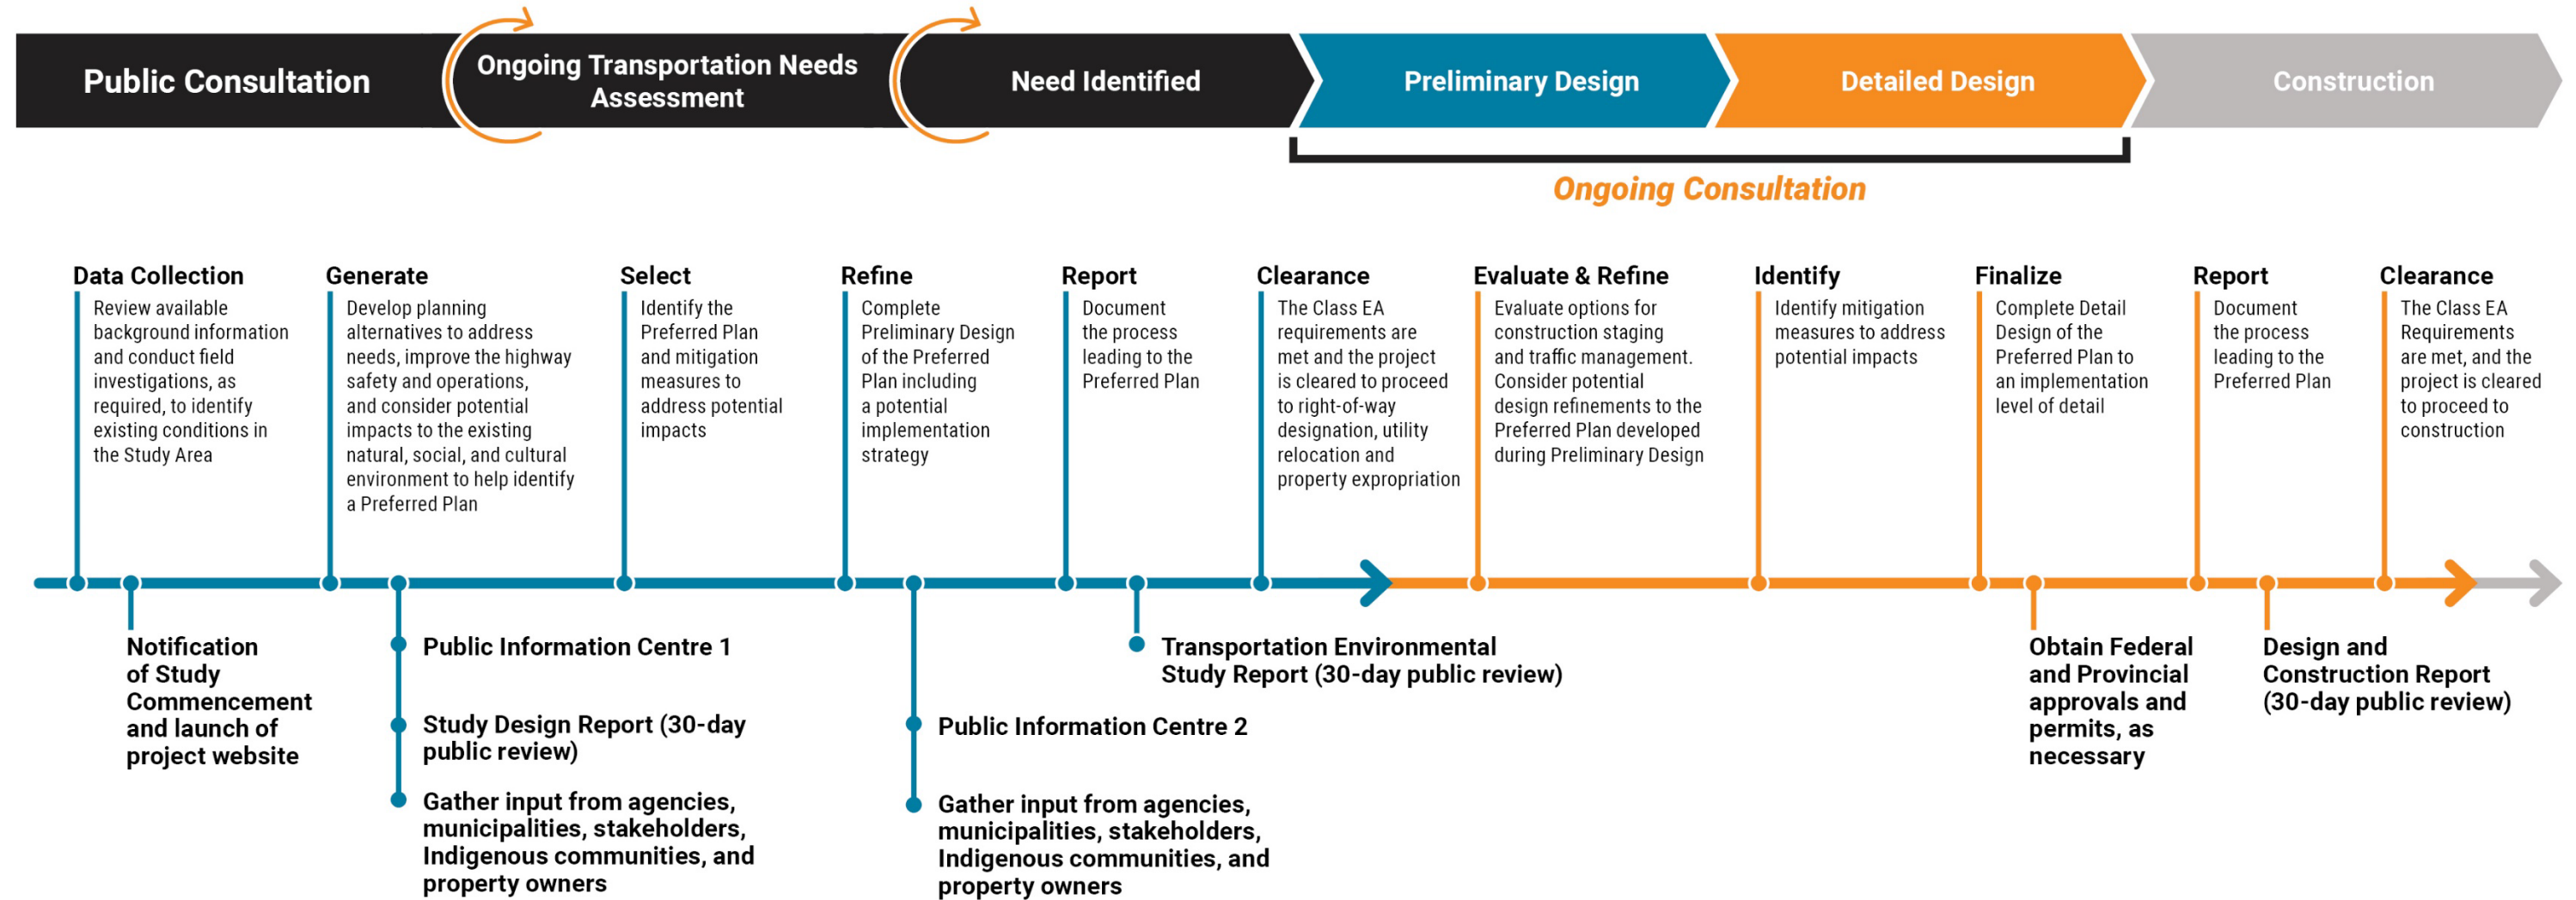 Public Consultation
Ongoing Transportation Needs
Assessment
Need Identified
Preliminary Design
Detailed Design
Construction
Ongoing Consultation
Data Collection
Review available
background information
and conduct field
investigations, as
required, to identify
existing conditions in
the Study Area
Generate
Develop planning
alternatives to address
needs, improve the highway
safety and operations,
and consider potential
impacts to the existing
natural, social, and cultural
environment to help identify
a Preferred Plan
Select
Identify the
Preferred Plan
and mitigation
measures to
address potential
impacts
Refine
Complete
Preliminary Design
of the Preferred
Plan including
a potential
implementation
strategy
Report
Document
the process
leading to the
Preferred Plan
Clearance
The Class EA
requirements are
met and the project
is cleared to proceed
to right-of-way
designation, utility
relocation and
property expropriation
Evaluate & Refine
Evaluate options for
construction staging
and traffic management.
Consider potential
design refinements to the
Preferred Plan developed
during Preliminary Design
Identify
Identify mitigation
measures to address
potential impacts
Finalize
Complete Detail
Design of the
Preferred Plan to
an implementation
level of detail
Report
Document
the process
leading to the
Preferred Plan
Clearance
The Class EA
Requirements
are met, and the
project is cleared
to proceed to
construction
Notification
of Study
Commencement
and launch of
project website
Public Information Centre 1
Study Design Report (30-day
public review)
Gather input from agencies,
municipalities, stakeholders,
Indigenous communities, and
property owners
Public Information Centre 2
Gather input from agencies,
municipalities, stakeholders,
Indigenous communities, and
property owners
Transportation Environmental
Study Report (30-day public review)
Obtain Federal
and Provincial
approvals and
permits, as
necessary
Design and
Construction Report
(30-day public review)